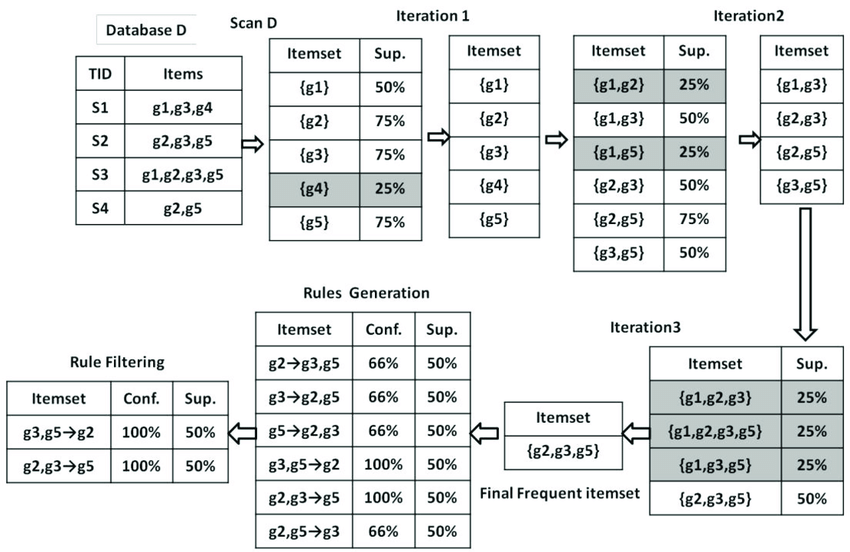 Database D
TID Items
S1 g1,g3,g4
S2 g2,g3,g5
S3 g1,g2,g3,g5
S4 g2,g5
Scan D
Iteration 1
Itemset Sup.
{g1} 50%
{g2} 75%
{g3} 75%
{g4} 25%
{g5} 75%
Itemset
{g1}
{g2}
{g3}
{g4}
{g5}
Iteration2
Itemset Sup.
{g1,g2} 25%
{g1,g3} 50%
{g1,g5} 25%
{g2,g3} 50%
{g2,g5} 75%
{g3,g5} 50%
Itemset
{g1,g3}
{g2,g3}
{g2,g5}
{g3,g5}
Iteration3
Itemset Sup.
{g1,g2,g3} 25%
{g1,g2,g3,g5} 25%
{g1,g3,g5} 25%
{g2,g3,g5} 50%
Itemset
{g2,g3,g5}
Final Frequent itemset
Rules Generation
Itemset Conf. Sup.
g2→g3,g5 66% 50%
g3→g2,g5 66% 50%
g5→g2,g3 66% 50%
g3,g5→g2 100% 50%
g2,g3→g5 100% 50%
g2,g5→g3 66% 50%
Rule Filtering
Itemset Conf. Sup.
g3,g5→g2 100% 50%
g2,g3→g5 100% 50%